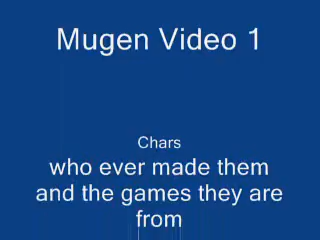 Mugen Video 1
Chars
who ever made them
and the games they are
from